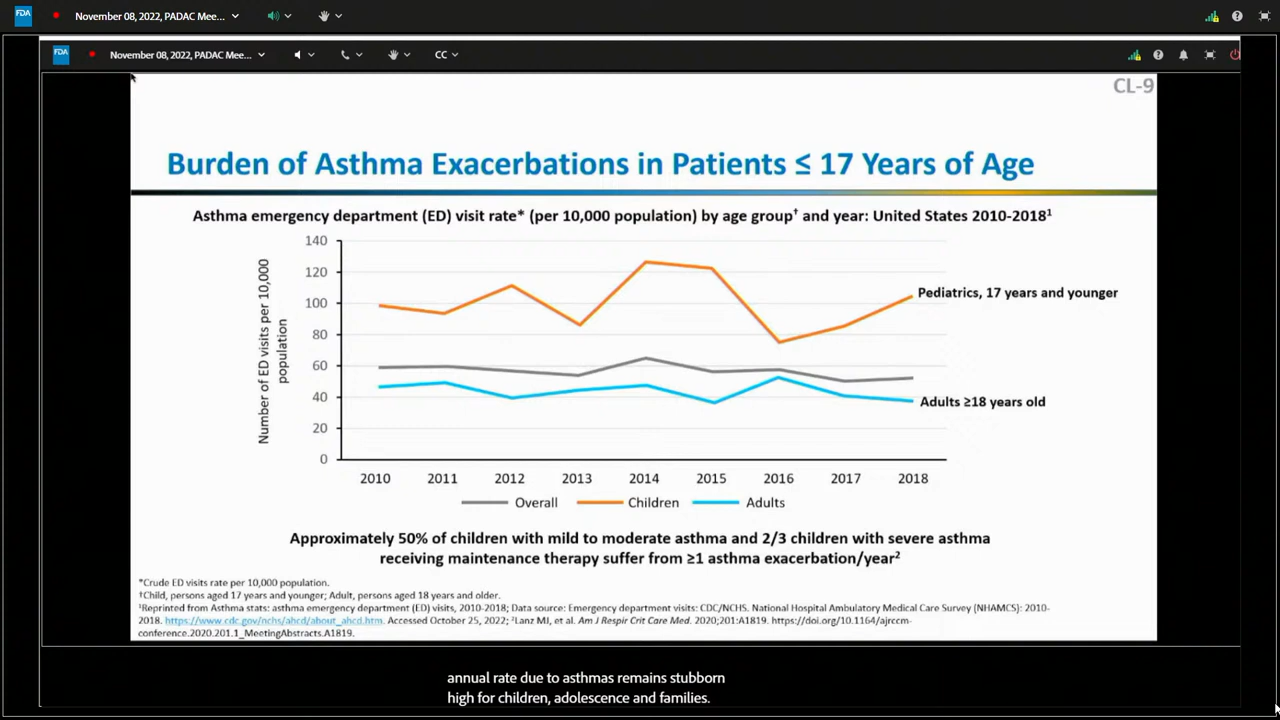 FDA
November 08, 2022, PADAC Mee...
FDA
November 08, 2022, PADAC Mee...
CC
CL-9
Burden of Asthma Exacerbations in Patients ≤ 17 Years of Age
Asthma emergency department (ED) visit rate* (per 10,000 population) by age group† and year: United States 2010-2018¹
Number of ED visits per 10,000
population
140
120
100
80
60
40
20
0
Pediatrics, 17 years and younger
Adults ≥18 years old
2010 2011 2012 2013 2014 2015 2016 2017 2018
Overall Children Adults
Approximately 50% of children with mild to moderate asthma and 2/3 children with severe asthma
receiving maintenance therapy suffer from ≥1 asthma exacerbation/year²
*Crude ED visits rate per 10,000 population.
†Child, persons aged 17 years and younger; Adult, persons aged 18 years and older.
¹Reprinted from Asthma stats: asthma emergency department (ED) visits, 2010-2018; Data source: Emergency department visits: CDC/NCHS. National Hospital Ambulatory Medical Care Survey (NHAMCS): 2010-
2018. https://www.cdc.gov/nchs/ahcd/about_ahcd.htm. Accessed October 25, 2022; ²Lanz MJ, et al. Am J Respir Crit Care Med. 2020;201:A1819. https://doi.org/10.1164/ajrccm-
conference.2020.201.1_MeetingAbstracts.A1819.
annual rate due to asthmas remains stubborn
high for children, adolescence and families.